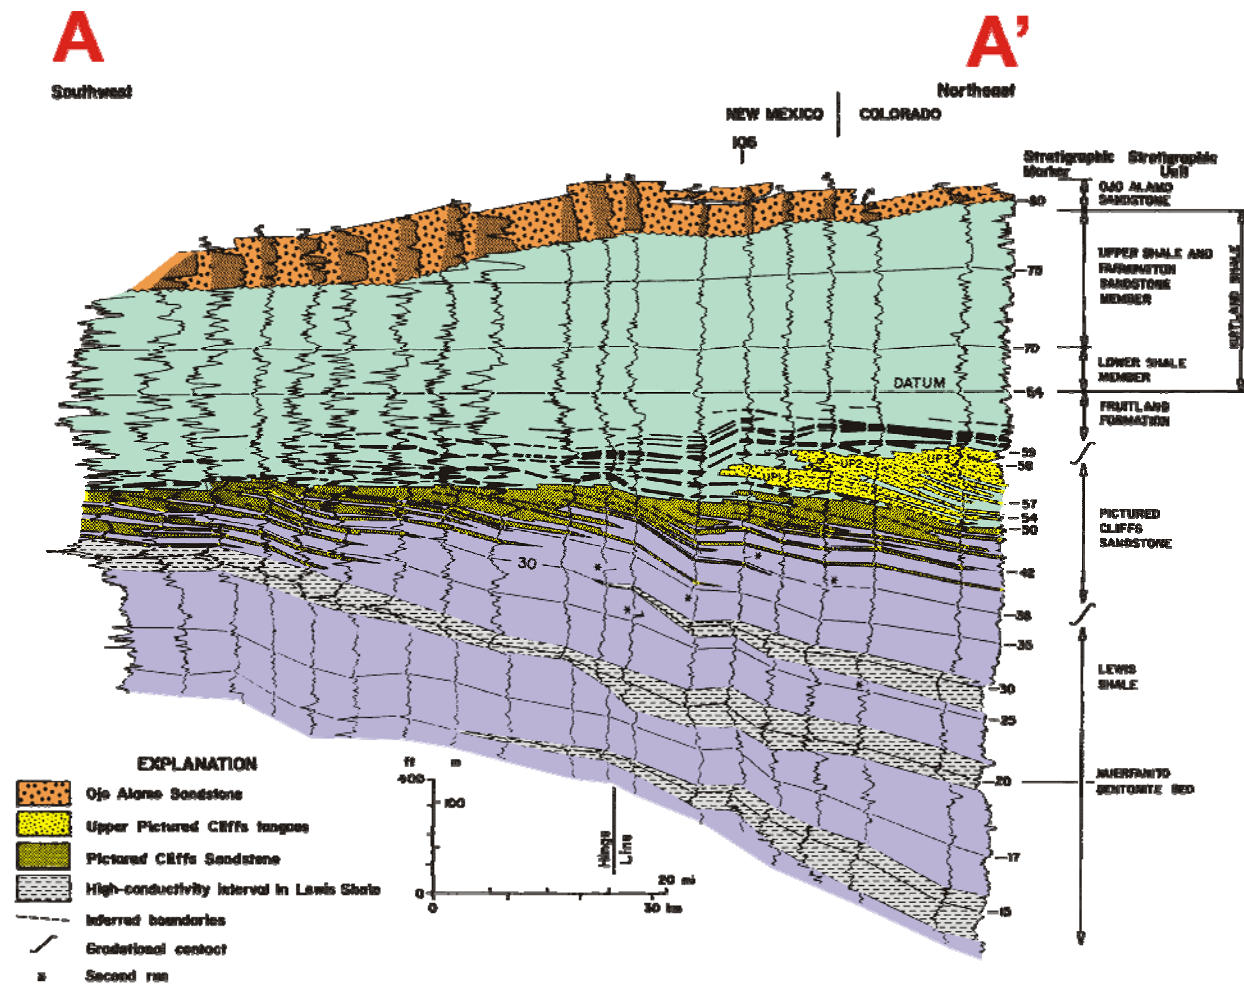 A
A'
Southwest
Northeast
NEW MEXICO
COLORADO
106
Stratigraphic
Marker
Stratigraphic
Unit
OJO ALAMO
SANDSTONE
80
UPPER SHALE AND
FARMINGTON
SANDSTONE
MEMBER
75
KIRTLAND SHALE
70
LOWER SHALE
MEMBER
DATUM
64
FRUITLAND
FORMATION
59
58
UP2
UP3
57
54
50
PICTURED
CLIFFS
SANDSTONE
30
42
38
35
LEWIS
SHALE
30
25
20
HUERFANITO
BENTONITE BED
17
15
EXPLANATION
Ojo Alamo Sandstone
Upper Pictured Cliffs tongues
Pictured Cliffs Sandstone
High-conductivity interval in Lewis Shale
Inferred boundaries
Gradational contact
* Second run
ft m
400
100
0
Hinge
Line
20 mi
0
30 km